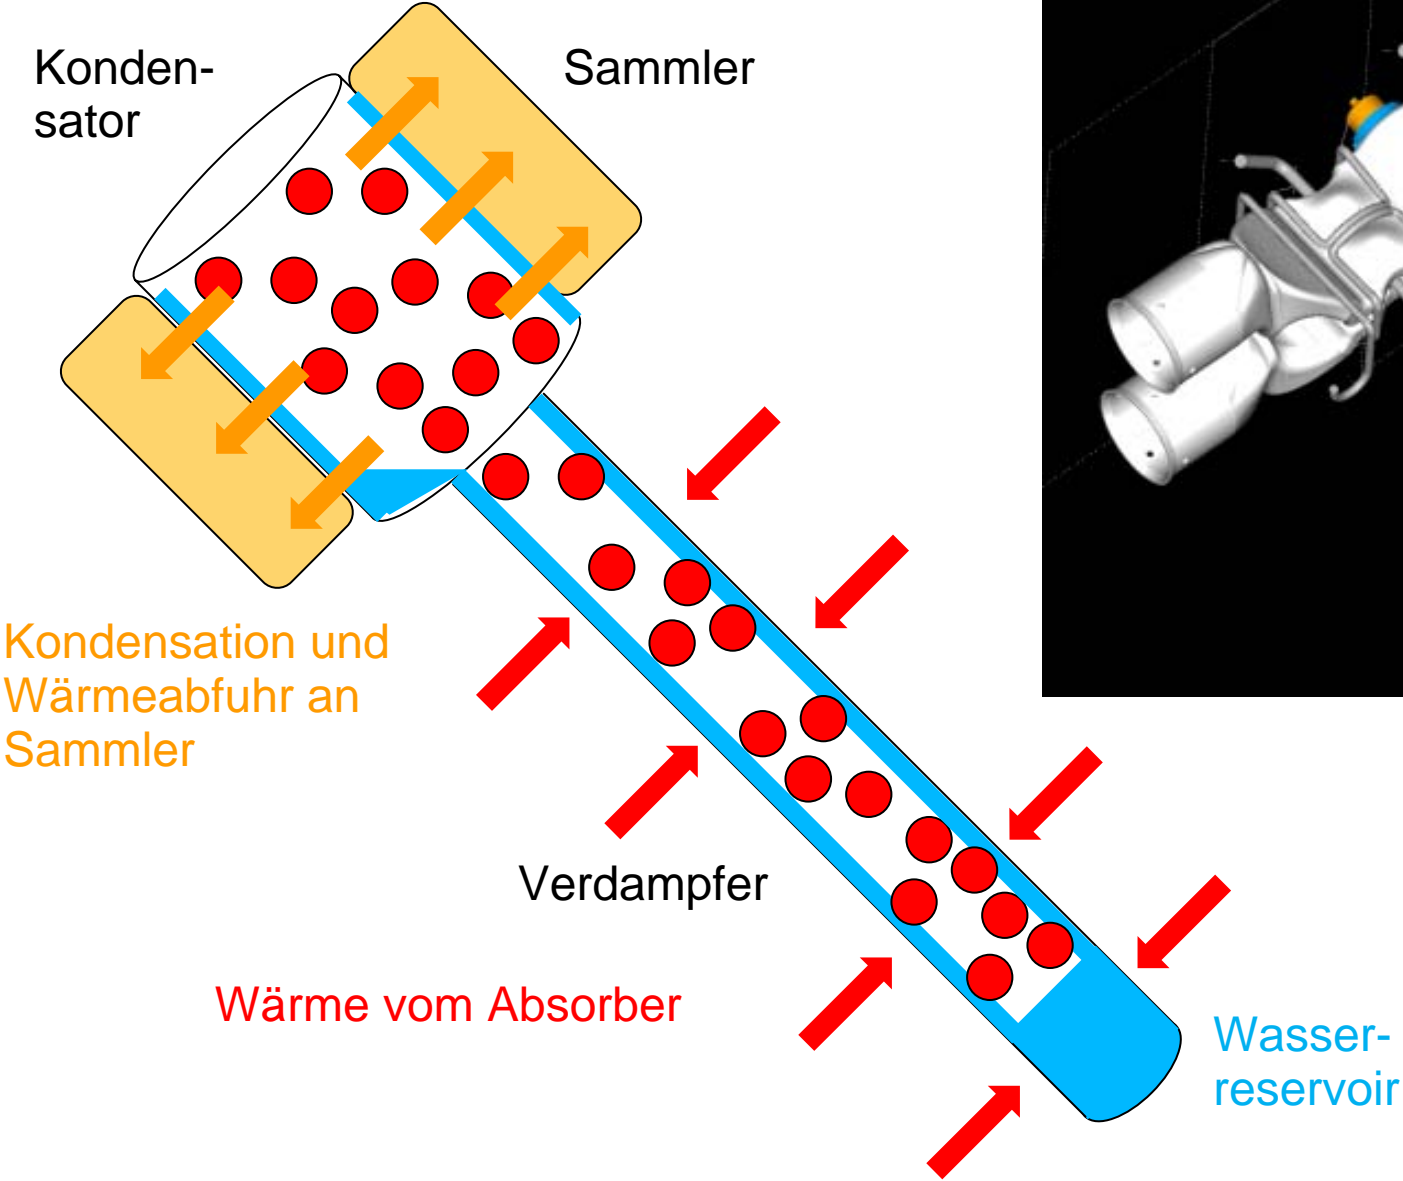 Konden-
sator
Sammler
Kondensation und
Wärmeabfuhr an
Sammler
Verdampfer
Wärme vom Absorber
Wasser-
reservoir